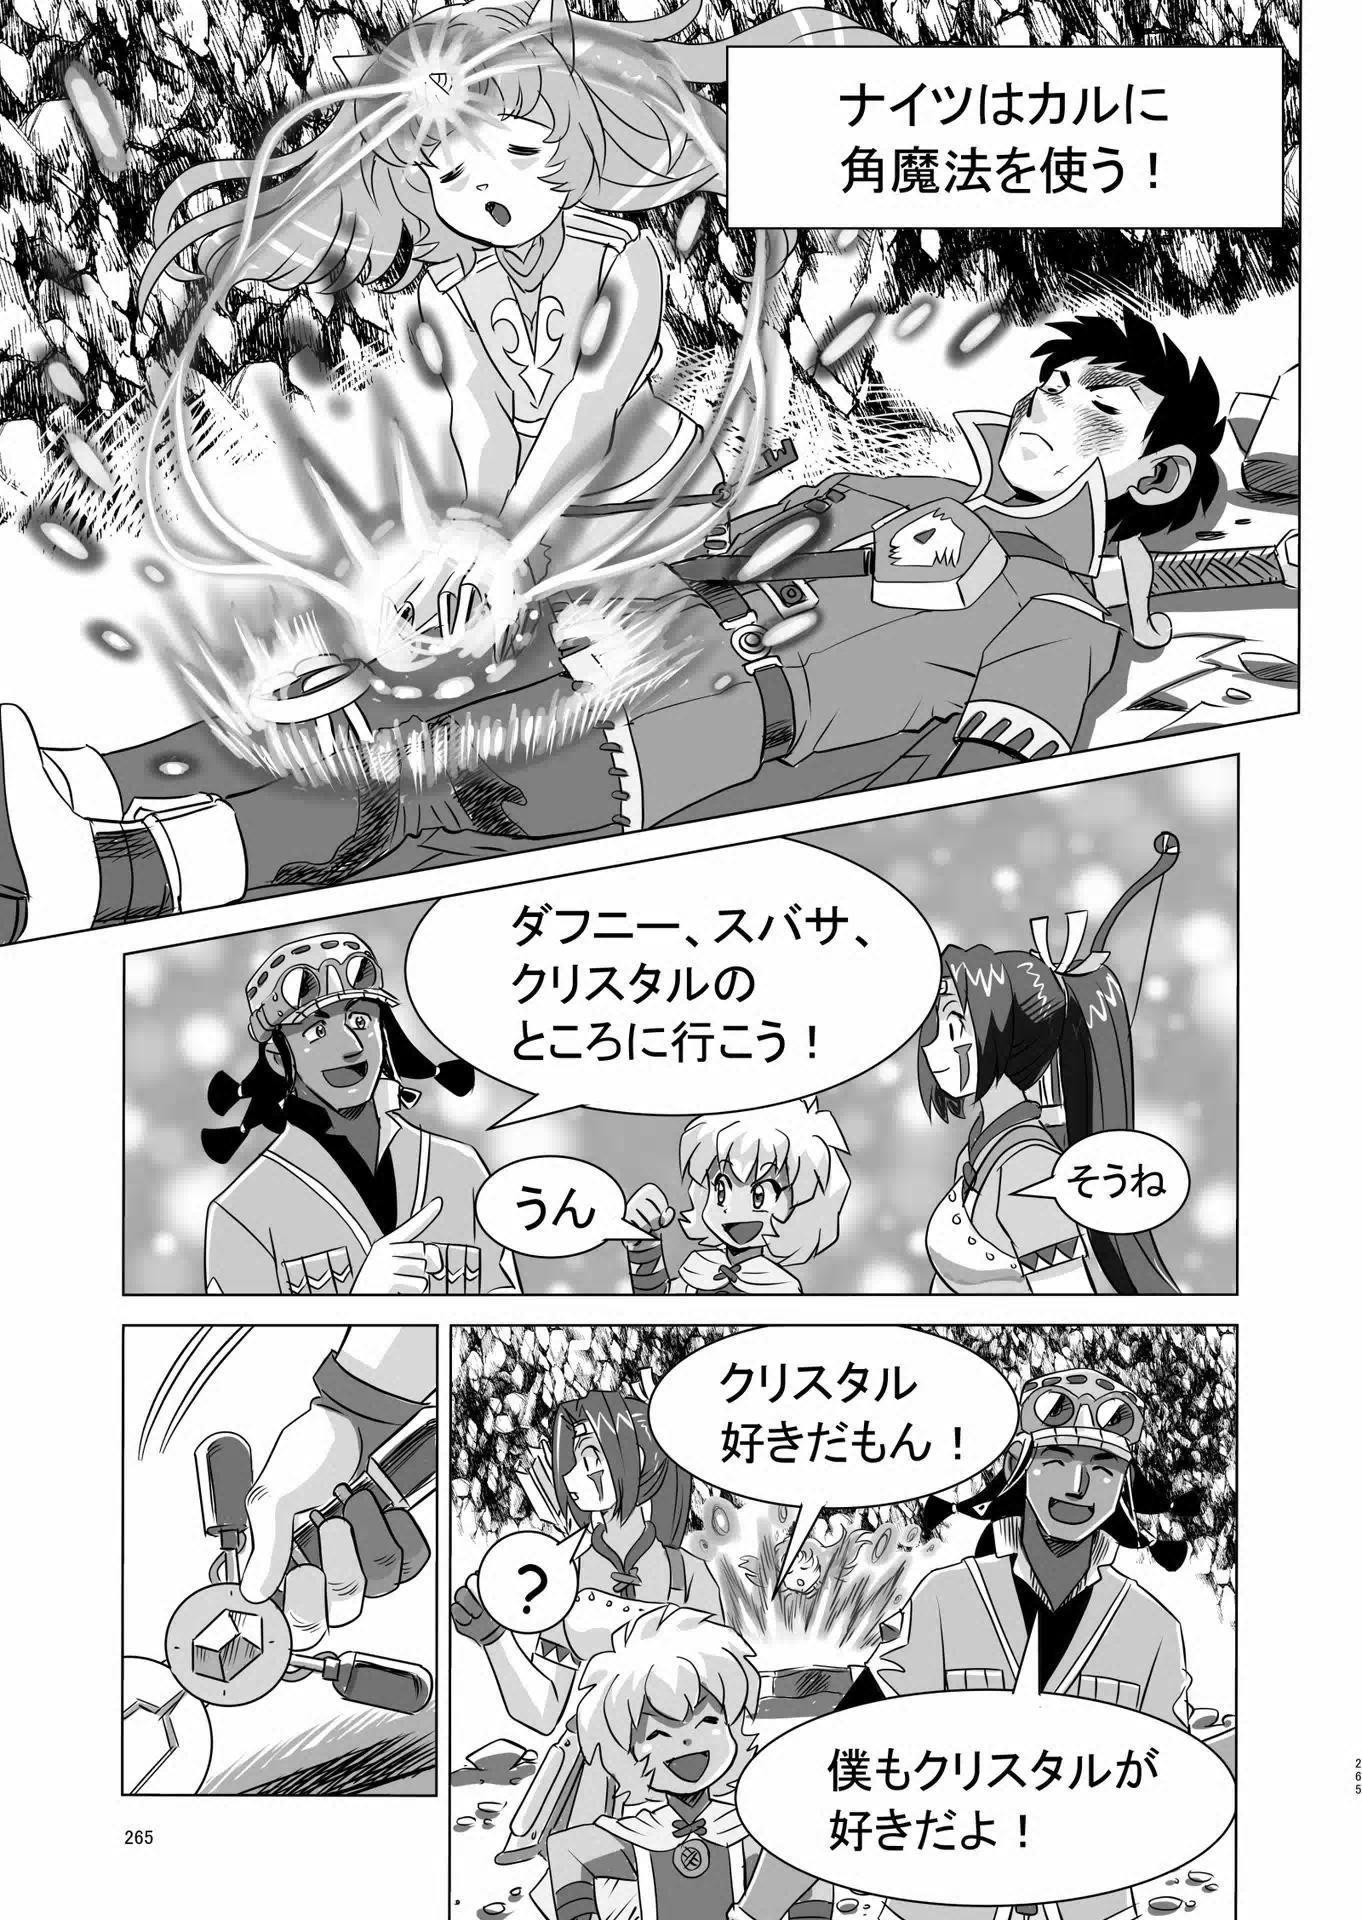 ナイツはカルに
角魔法を使う！
ダフニー、スバサ、
クリスタルの
ところに行こう！
うん
そうね
クリスタル
好きだもん！
？
僕もクリスタルが
好きだよ！
265
265